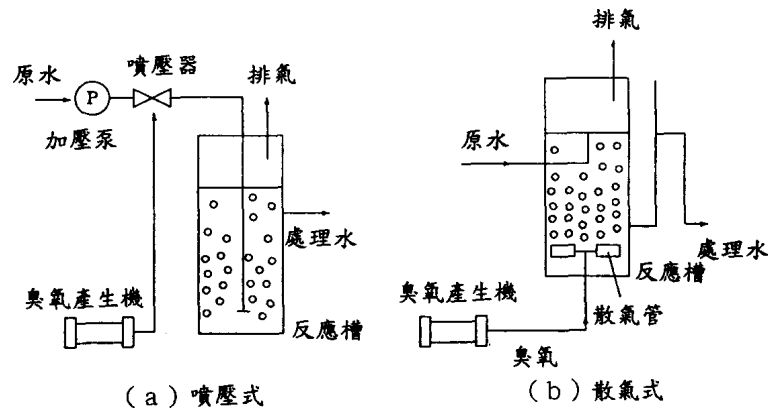 原水
P
噴壓器
加壓泵
排氣
處理水
反應槽
臭氧產生機
(a)噴壓式
排氣
原水
處理水
反應槽
散氣管
臭氧產生機
臭氧
(b)散氣式